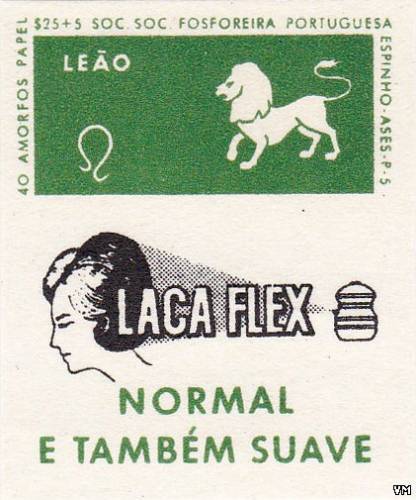 40 AMORFOS PAPEL
$25+5 SOC. SOC. FOSFOREIRA PORTUGUESA
ESPINHO-ASES-P-5
LEÃO
LACA FLEX
NORMAL
E TAMBÉM SUAVE
VM